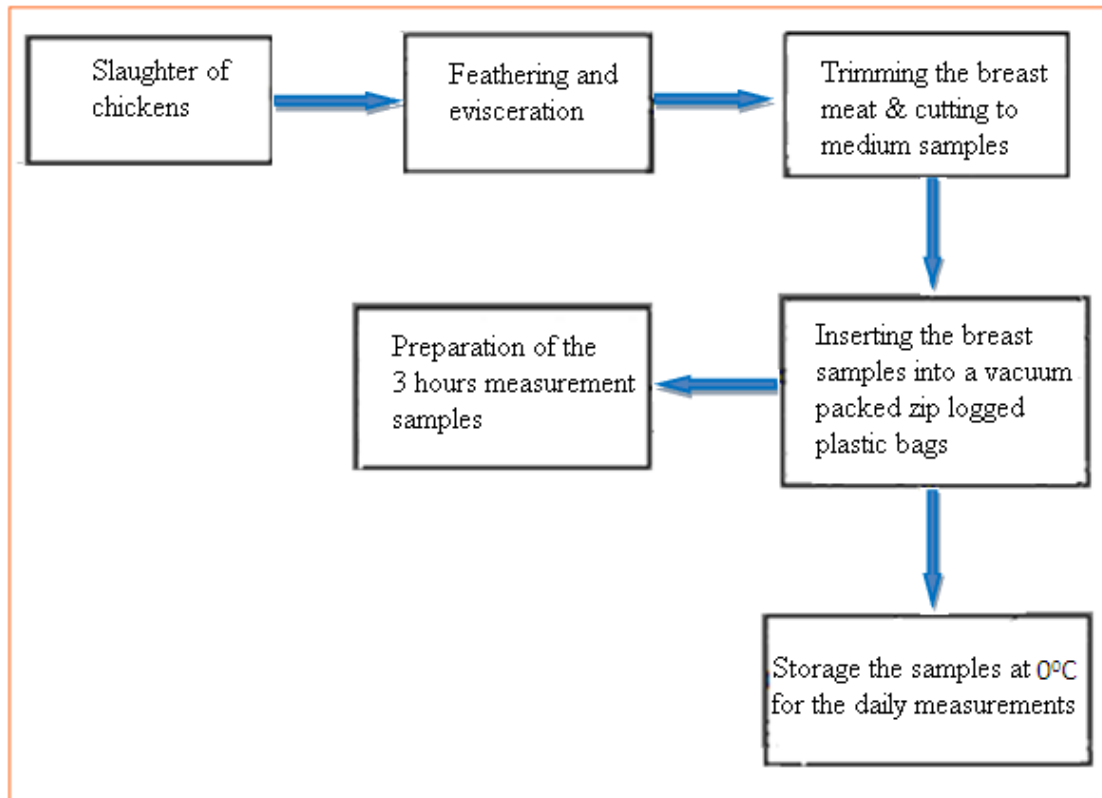 Slaughter of
chickens
Feathering and
evisceration
Trimming the breast
meat & cutting to
medium samples
Inserting the breast
samples into a vacuum
packed zip logged
plastic bags
Preparation of the
3 hours measurement
samples
Storage the samples at 0°C
for the daily measurements